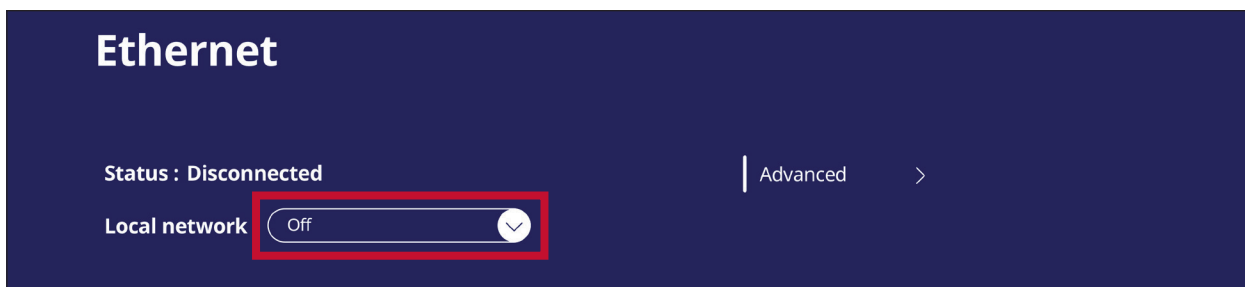 Ethernet
Status : Disconnected
Advanced
Local network
Off